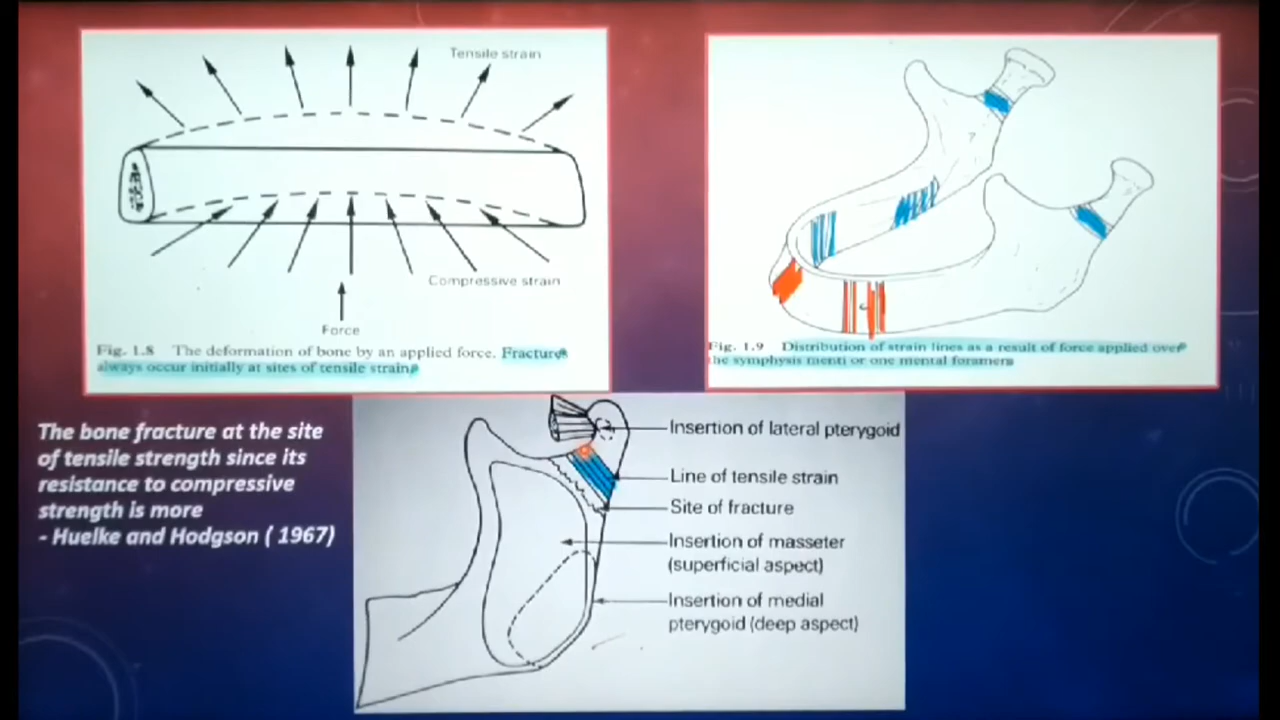 Tensile strain
Compressive strain
Force
Fig. 1.8 The deformation of bone by an applied force. Fractures
always occur initially at sites of tensile strain.
Fig. 1.9 Distribution of strain lines as a result of force applied over
the symphysis menti or one mental foramen.
The bone fracture at the site
of tensile strength since its
resistance to compressive
strength is more
- Huelke and Hodgson ( 1967)
Insertion of lateral pterygoid
Line of tensile strain
Site of fracture
Insertion of masseter
(superficial aspect)
Insertion of medial
pterygoid (deep aspect)